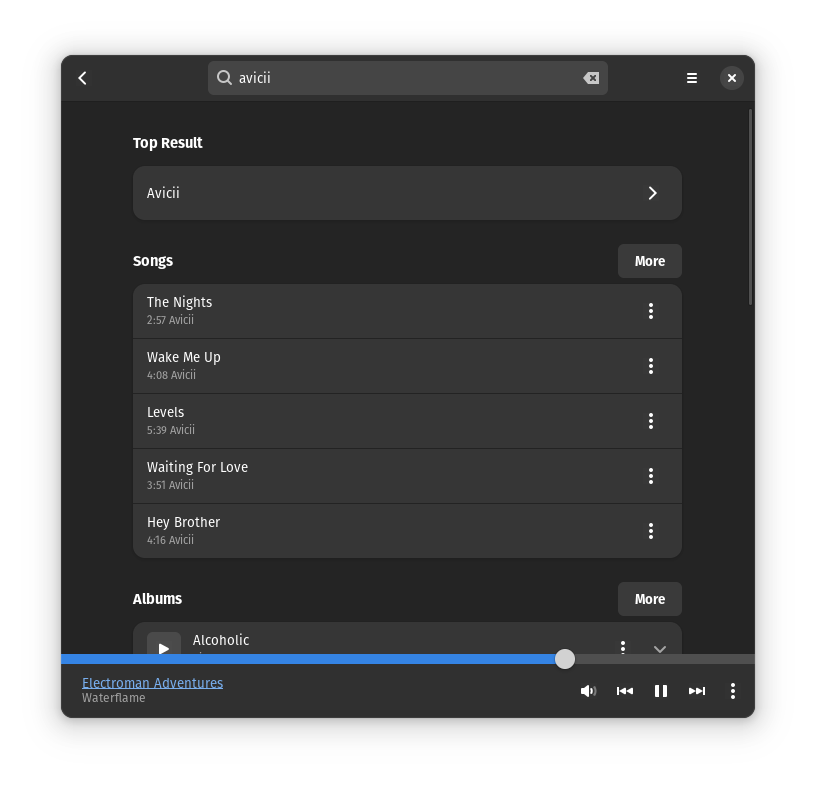 avicii
Top Result
Avicii
Songs
More
The Nights
2:57 Avicii
Wake Me Up
4:08 Avicii
Levels
5:39 Avicii
Waiting For Love
3:51 Avicii
Hey Brother
4:16 Avicii
Albums
More
Alcoholic
Electroman Adventures
Waterflame